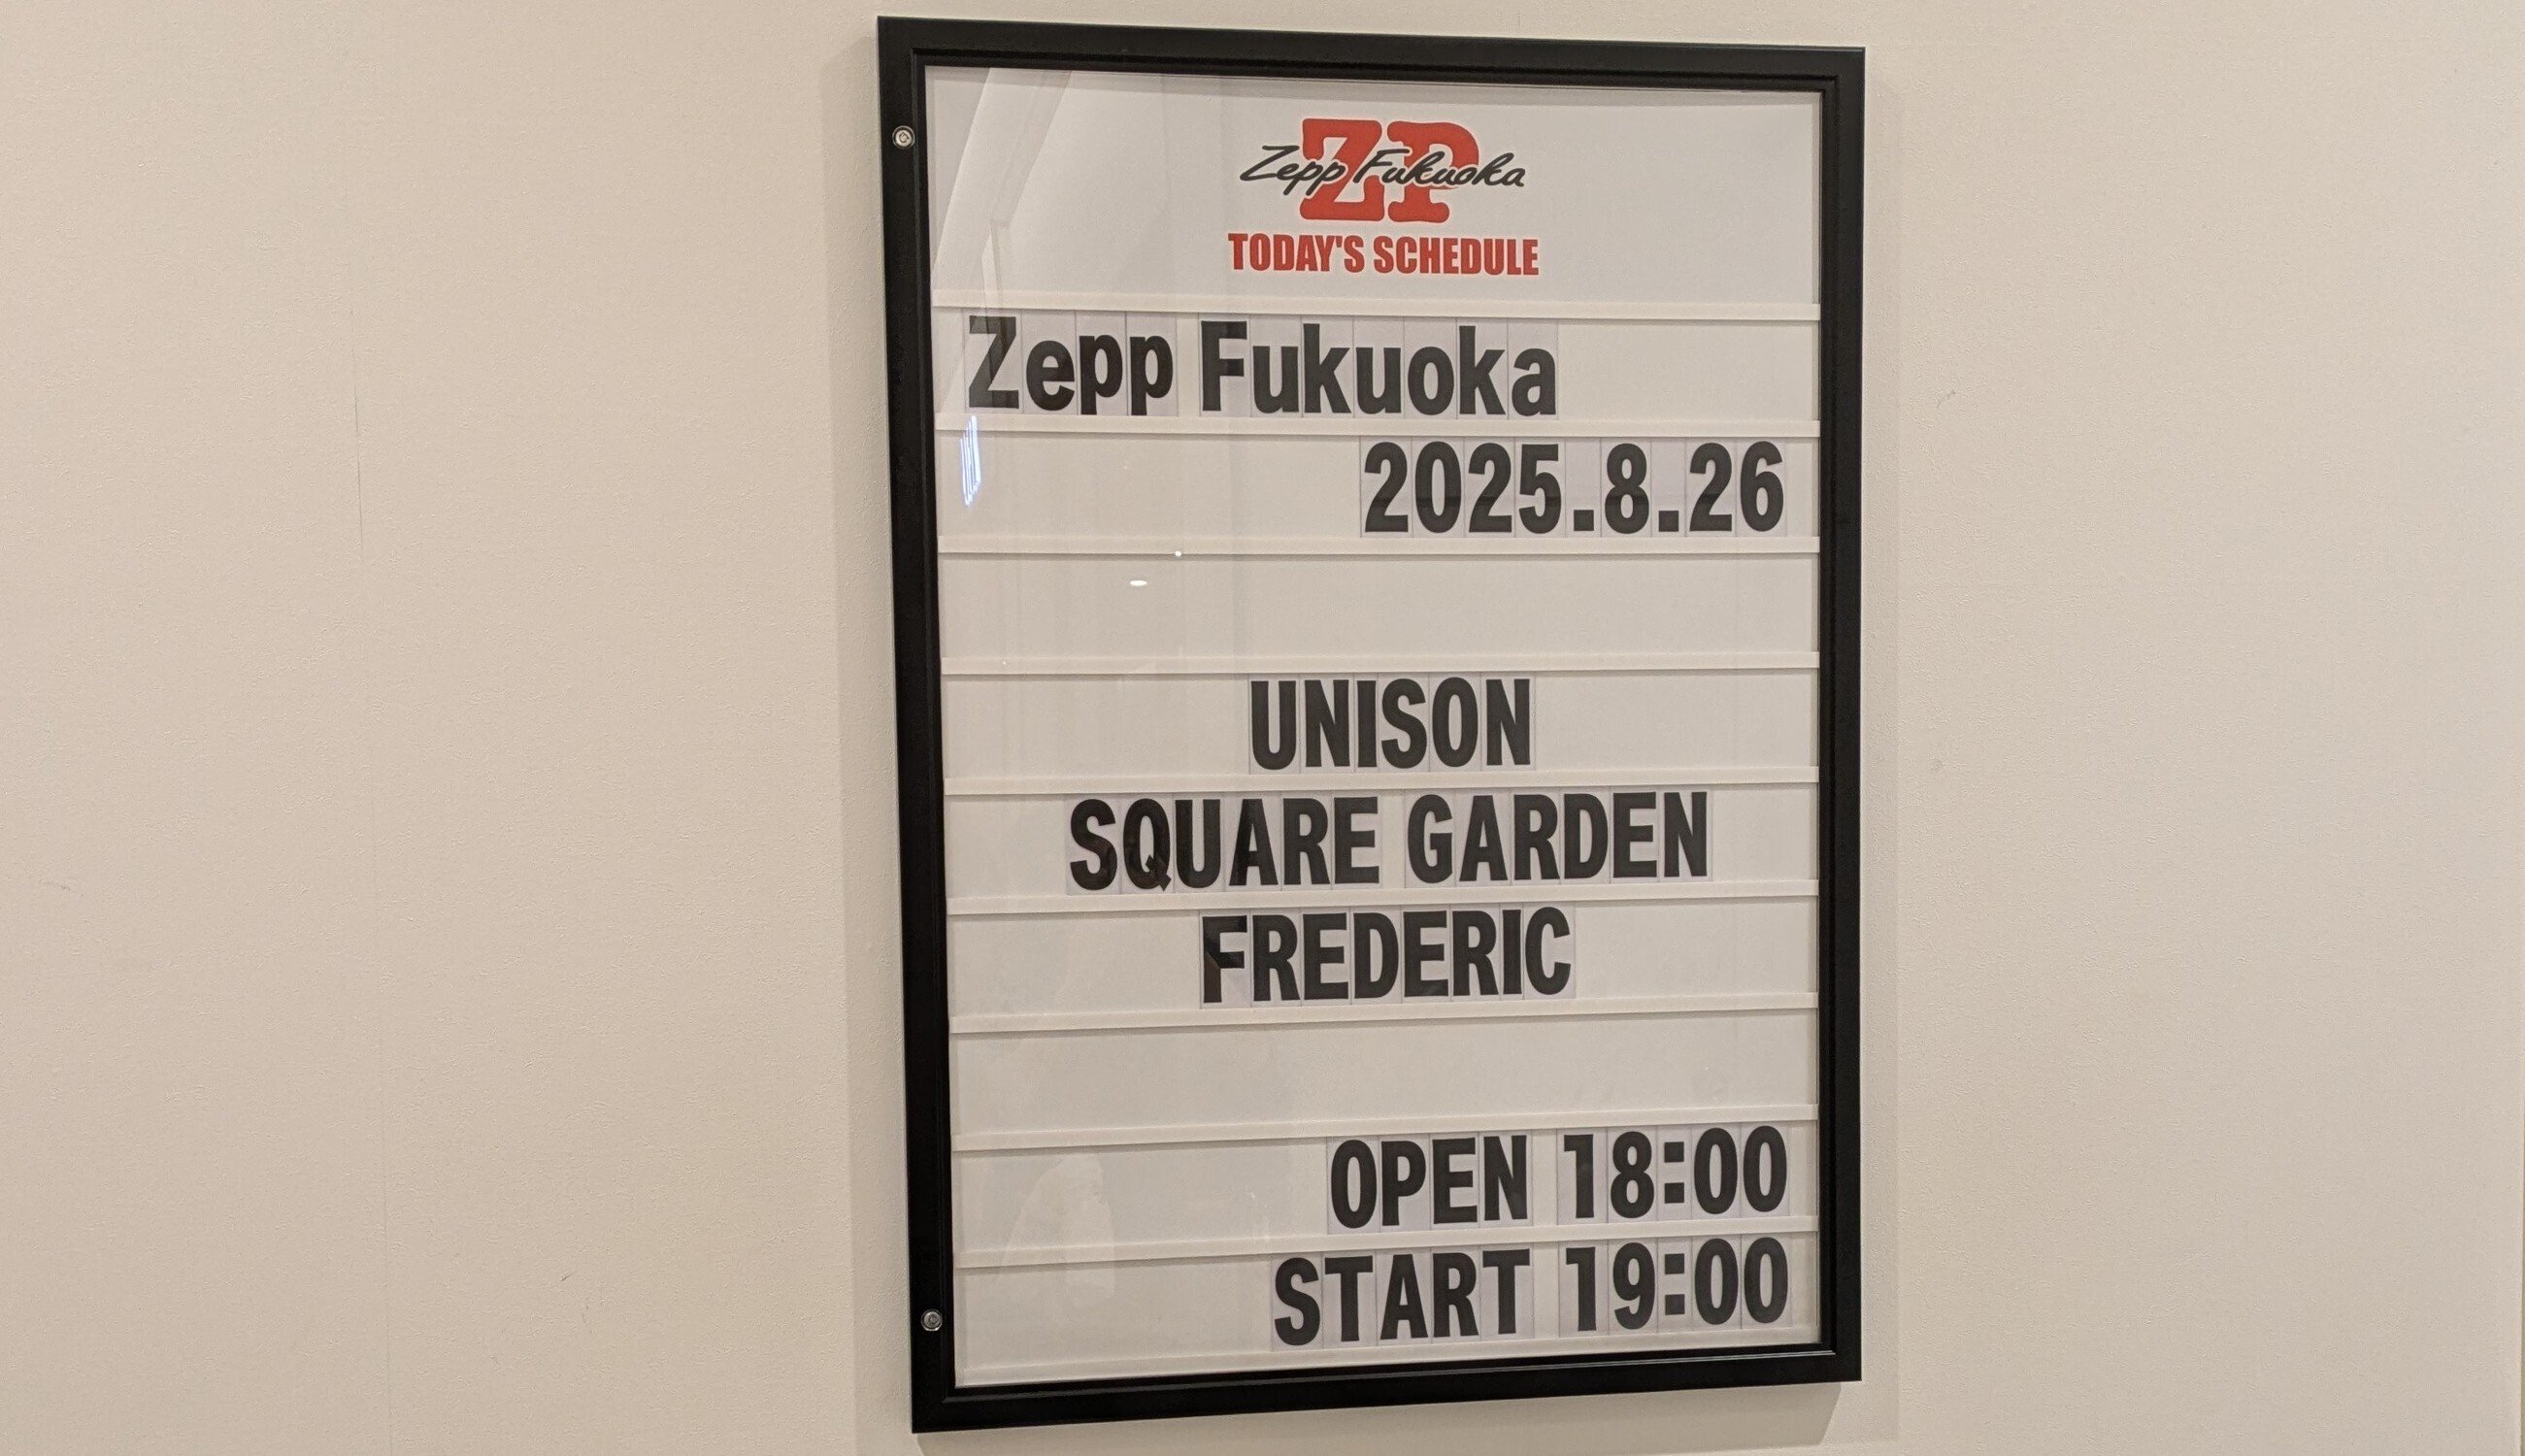 ZP
Zepp Fukuoka
TODAY'S SCHEDULE
Zepp Fukuoka
2025.8.26
UNISON
SQUARE GARDEN
FREDERIC
OPEN 18:00
START 19:00